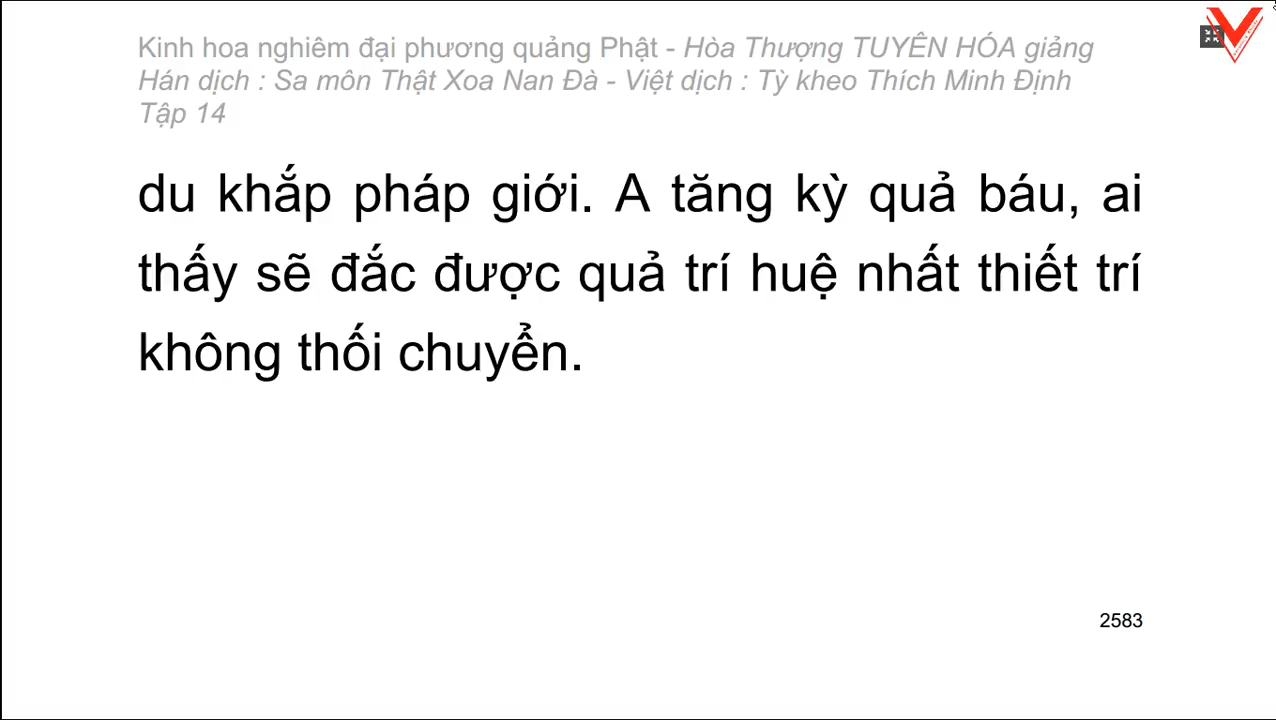 Kinh hoa nghiêm đại phương quảng Phật - Hòa Thượng TUYÊN HÓA giảng
Hán dịch : Sa môn Thật Xoa Nan Đà - Việt dịch : Tỳ kheo Thích Minh Định
Tập 14
du khắp pháp giới. A tăng kỳ quả báu, ai
thấy sẽ đắc được quả trí huệ nhất thiết trí
không thối chuyển.
2583